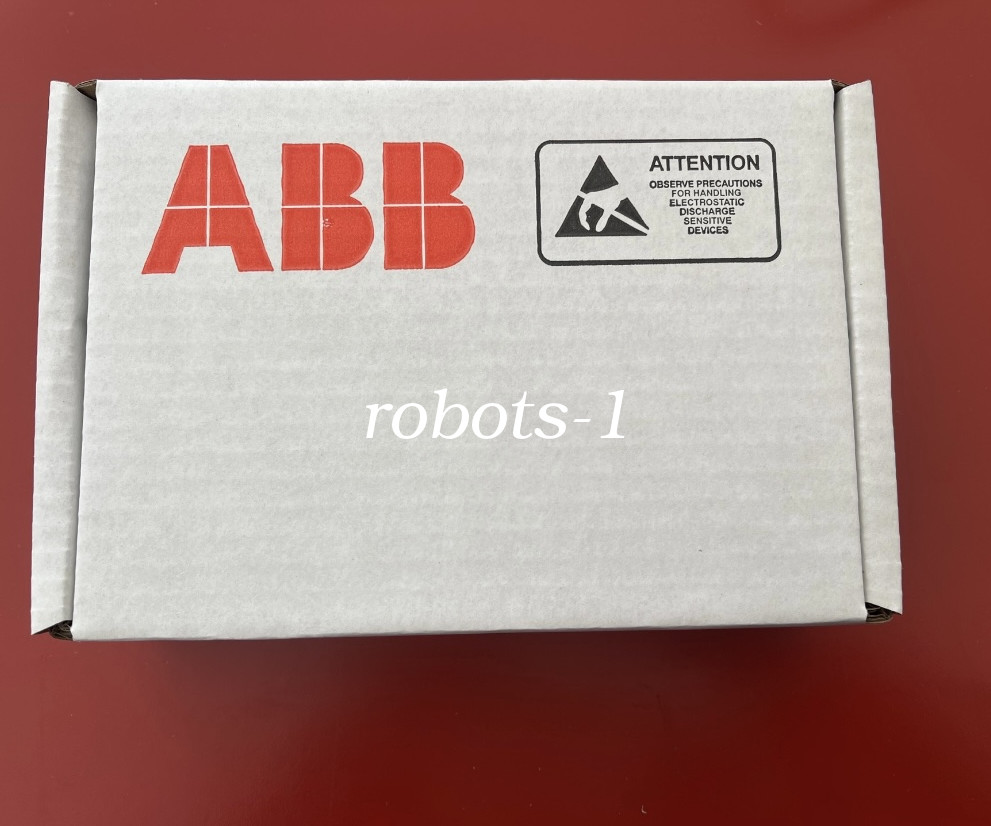 ABB
ATTENTION
OBSERVE PRECAUTIONS
FOR HANDLING
ELECTROSTATIC
DISCHARGE
SENSITIVE
DEVICES
robots-1